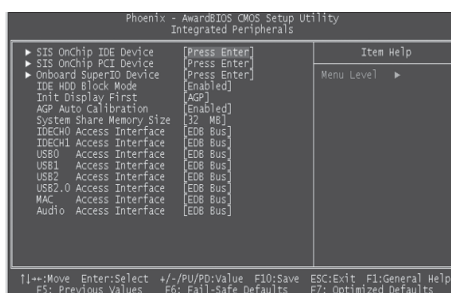 Phoenix - AwardBIOS CMOS Setup Utility
Integrated Peripherals
▶ SIS OnChip IDE Device [Press Enter]
▶ SIS OnChip PCI Device [Press Enter]
▶ Onboard SuperIO Device [Press Enter]
IDE HDD Block Mode [Enabled]
Init Display First [AGP]
AGP Auto Calibration [Enabled]
System Share Memory Size [32 MB]
IDECH0 Access Interface [EDB Bus]
IDECH1 Access Interface [EDB Bus]
USB0 Access Interface [EDB Bus]
USB1 Access Interface [EDB Bus]
USB2 Access Interface [EDB Bus]
USB2.0 Access Interface [EDB Bus]
MAC Access Interface [EDB Bus]
Audio Access Interface [EDB Bus]
Item Help
Menu Level ▶
↑↓→←:Move Enter:Select +/-/PU/PD:Value F10:Save ESC:Exit F1:General Help
F5: Previous Values F6: Fail-Safe Defaults F7: Optimized Defaults